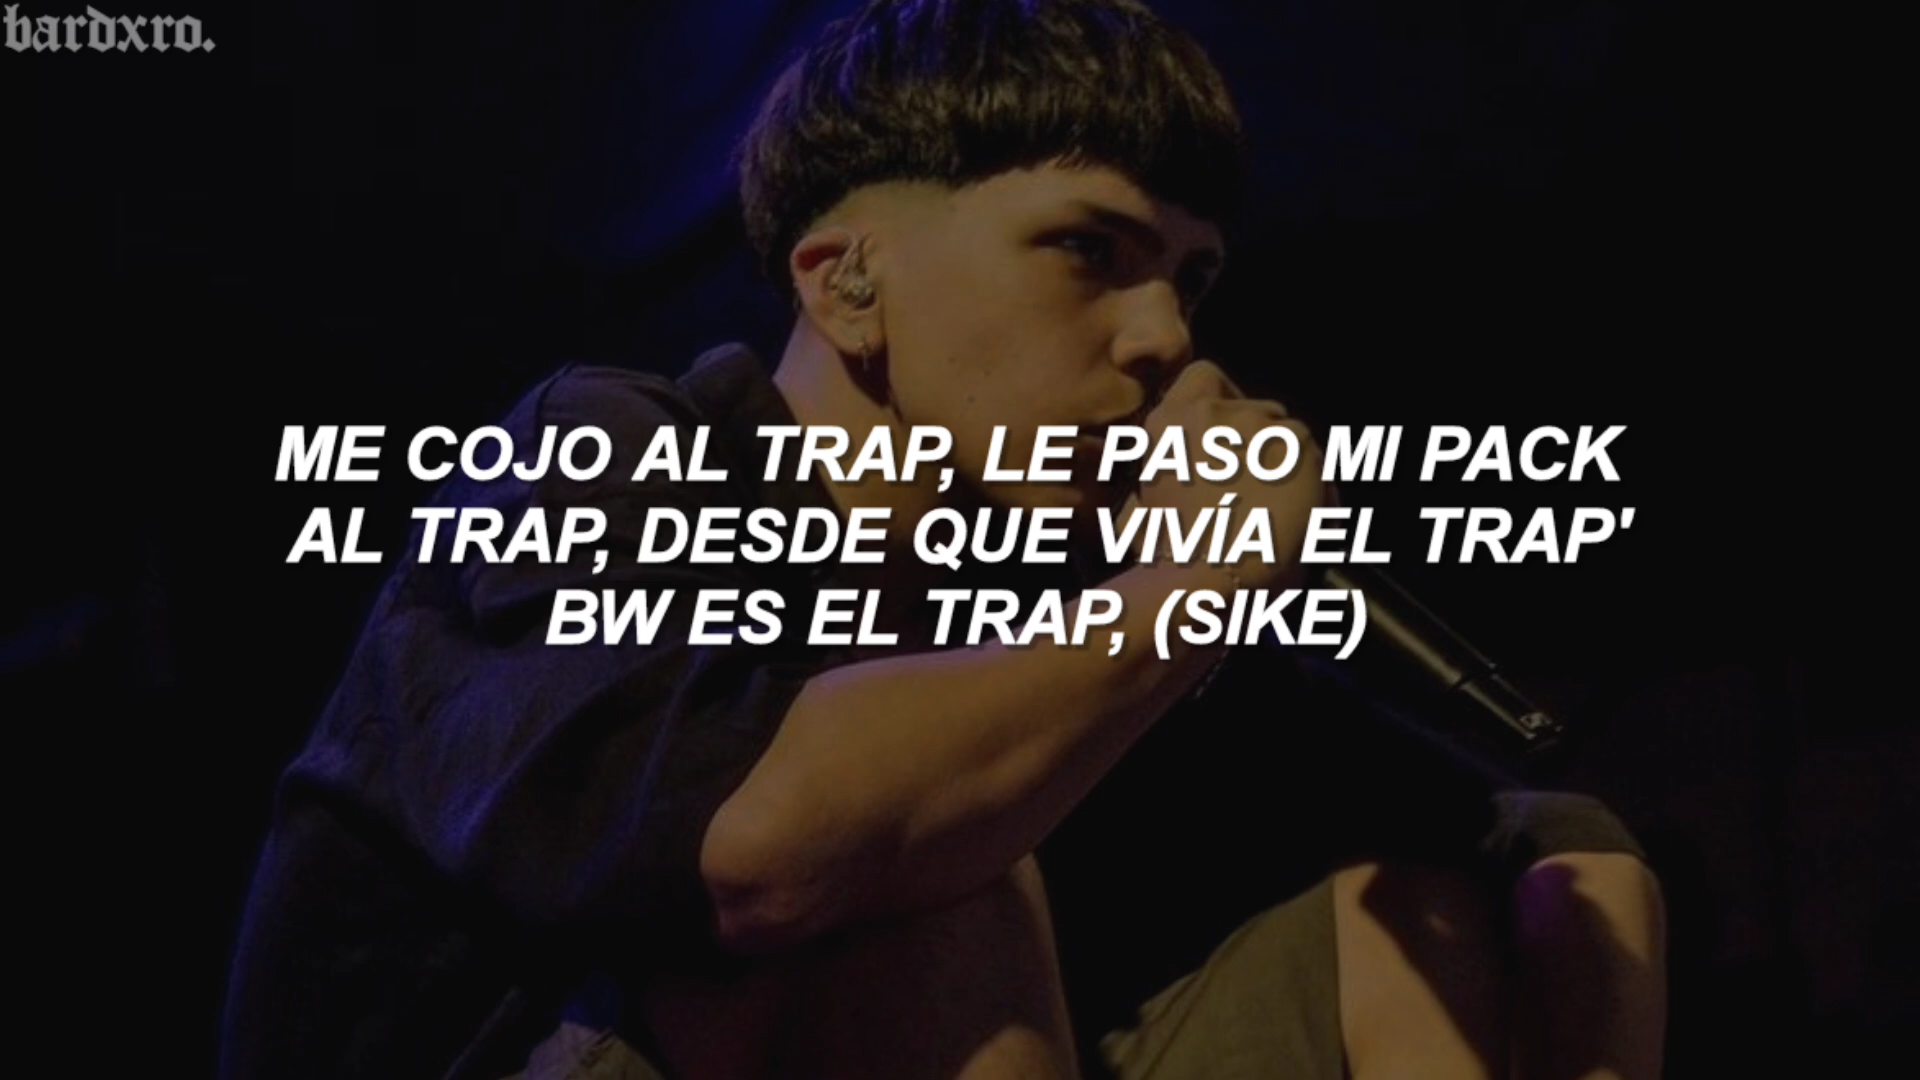 bardxro.
ME COJO AL TRAP, LE PASO MI PACK
AL TRAP, DESDE QUE VIVÍA EL TRAP'
BW ES EL TRAP, (SIKE)